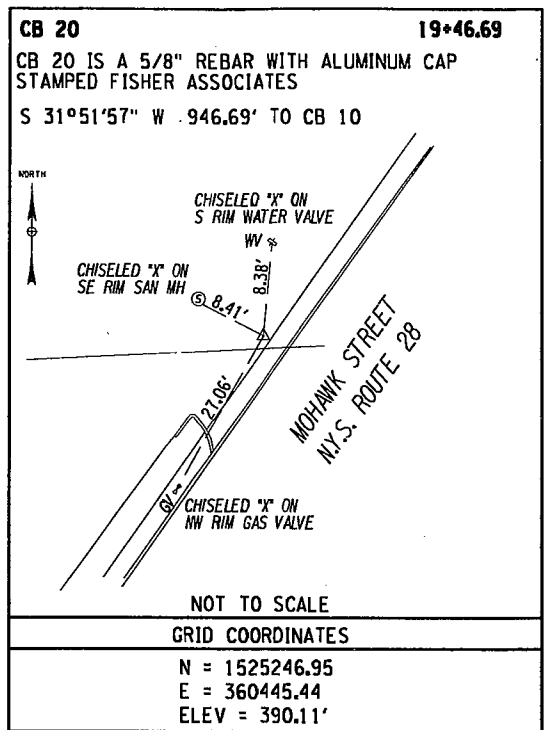 CB 20 19+46.69
CB 20 IS A 5/8" REBAR WITH ALUMINUM CAP
STAMPED FISHER ASSOCIATES
S 31°51'57" W 946.69' TO CB 10
NORTH
CHISELED "X" ON
S RIM WATER VALVE
WV
CHISELED "X" ON
SE RIM SAN MH
S
8.41'
8.38'
27.06'
MOHAWK STREET
N.Y.S. ROUTE 28
GV
CHISELED "X" ON
NW RIM GAS VALVE
NOT TO SCALE
GRID COORDINATES
N = 1525246.95
E = 360445.44
ELEV = 390.11'